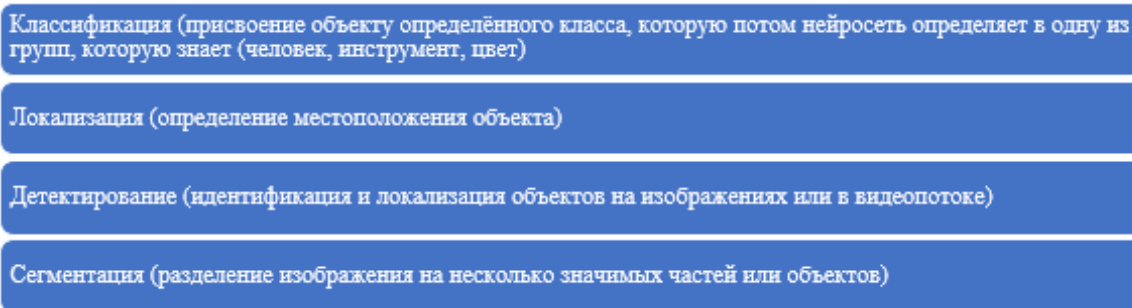 Классификация (присвоение объекту определённого класса, которую потом нейросеть определяет в одну из
групп, которую знает (человек, инструмент, цвет)
Локализация (определение местоположения объекта)
Детектирование (идентификация и локализация объектов на изображениях или в видеопотоке)
Сегментация (разделение изображения на несколько значимых частей или объектов)